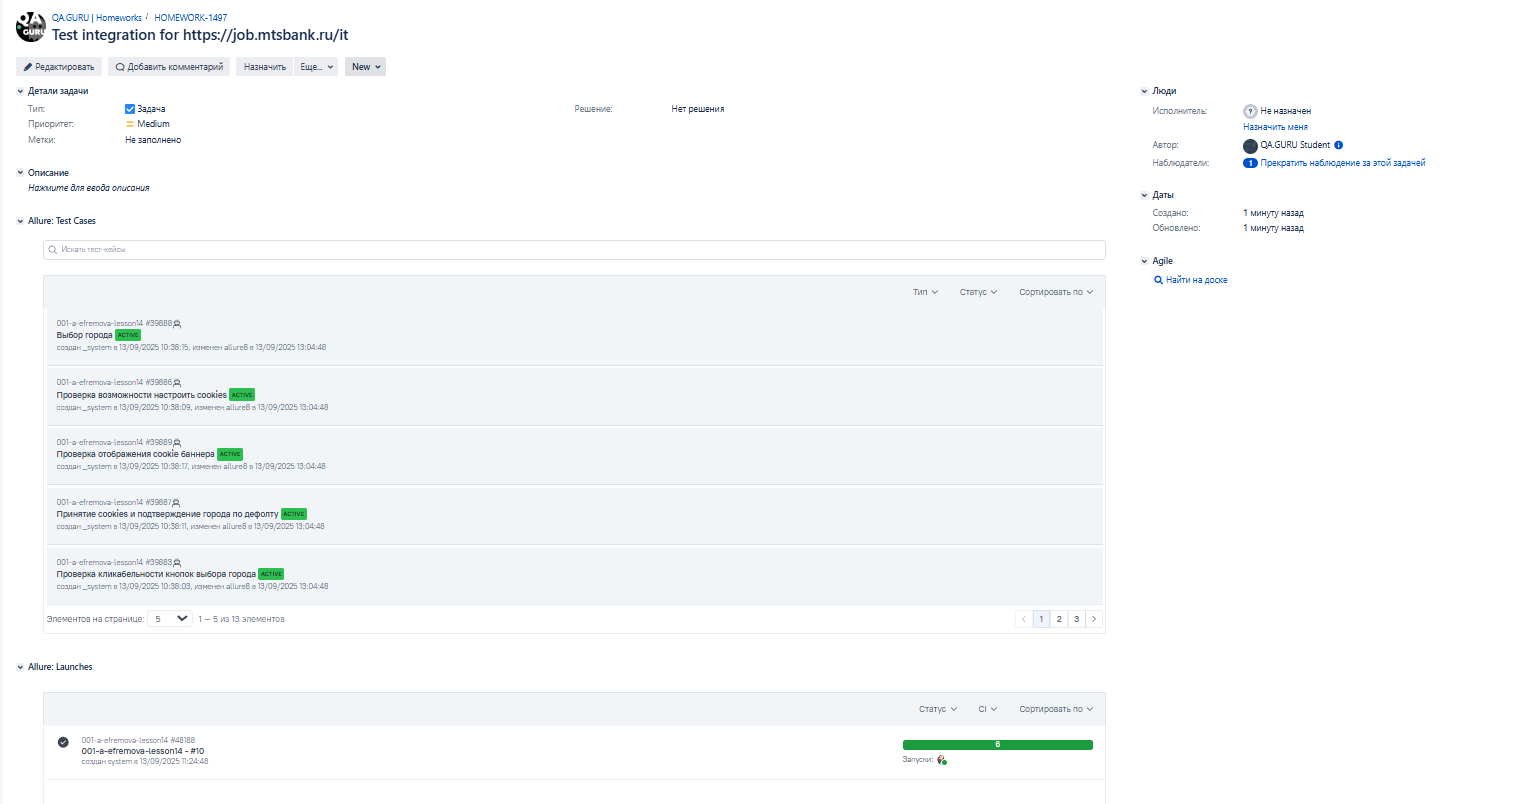 QA.GURU | Homeworks / HOMEWORK-1497
Test integration for https://job.mtsbank.ru/it
Редактировать Добавить комментарий Назначить Еще... New
Детали задачи
Тип: Задача Решение: Нет решения
Приоритет: Medium
Метки: Не заполнено
Описание
Нажмите для ввода описания
Allure: Test Cases
Искать тест-кейсы
Тип Статус Сортировать по
001-a-efremova-lesson14 #39888
Выбор города ACTIVE
создан _system в 13/09/2025 10:38:15, изменен allure8 в 13/09/2025 13:04:48
001-a-efremova-lesson14 #39886
Проверка возможности настроить cookies ACTIVE
создан _system в 13/09/2025 10:38:09, изменен allure8 в 13/09/2025 13:04:48
001-a-efremova-lesson14 #39889
Проверка отображения cookie баннера ACTIVE
создан _system в 13/09/2025 10:38:17, изменен allure8 в 13/09/2025 13:04:48
001-a-efremova-lesson14 #39887
Принятие cookies и подтверждение города по дефолту ACTIVE
создан _system в 13/09/2025 10:38:11, изменен allure8 в 13/09/2025 13:04:48
001-a-efremova-lesson14 #39883
Проверка кликабельности кнопок выбора города ACTIVE
создан _system в 13/09/2025 10:38:03, изменен allure8 в 13/09/2025 13:04:48
Элементов на странице: 5 1 — 5 из 13 элементов 1 2 3
Allure: Launches
Статус CI Сортировать по
001-a-efremova-lesson14 #48188
001-a-efremova-lesson14 - #10
создан system в 13/09/2025 11:24:48
6
Запуски:
Люди
Исполнитель: Не назначен
Назначить меня
Автор: QA.GURU Student
Наблюдатели: 1 Прекратить наблюдение за этой задачей
Даты
Создано: 1 минуту назад
Обновлено: 1 минуту назад
Agile
Найти на доске